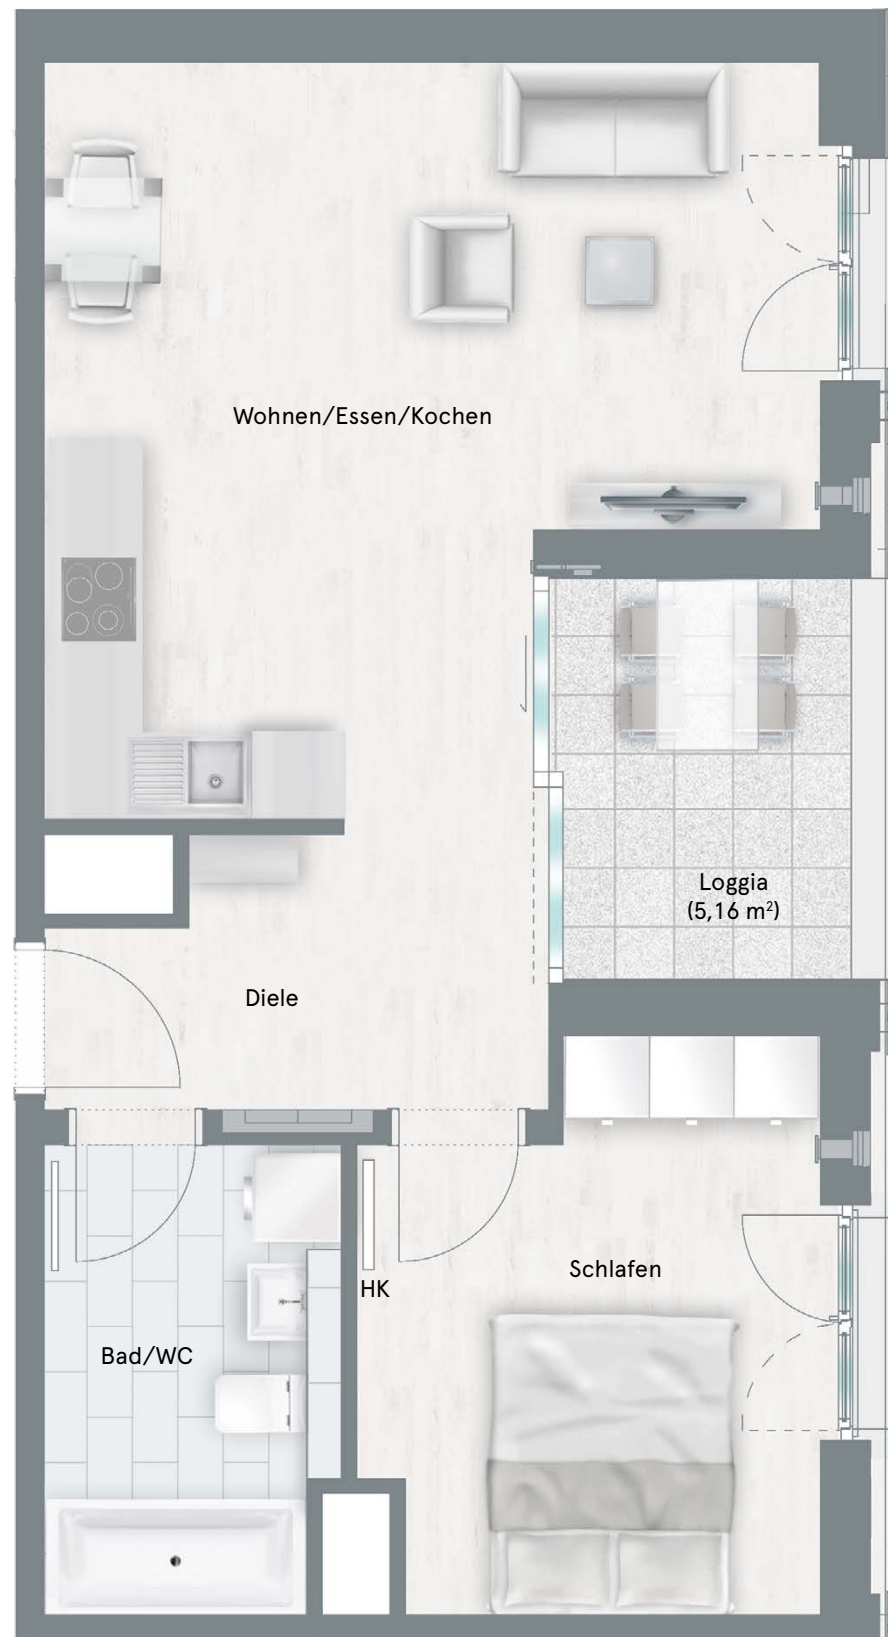 Wohnen/Essen/Kochen
Loggia
(5,16 m²)
Diele
Schlafen
HK
Bad/WC